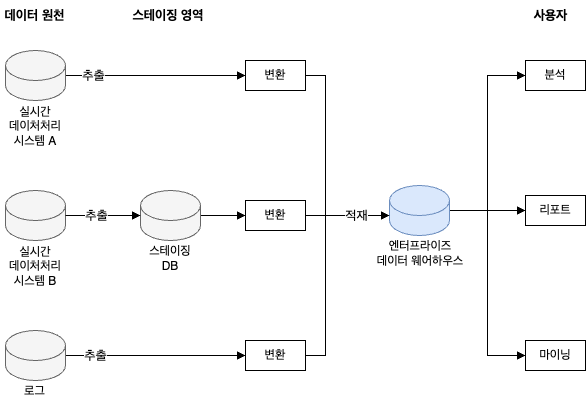 데이터 원천
스테이징 영역
사용자
추출
변환
분석
실시간
데이처처리
시스템 A
추출
변환
적재
리포트
실시간
데이처처리
시스템 B
스테이징
DB
엔터프라이즈
데이터 웨어하우스
추출
변환
마이닝
로그